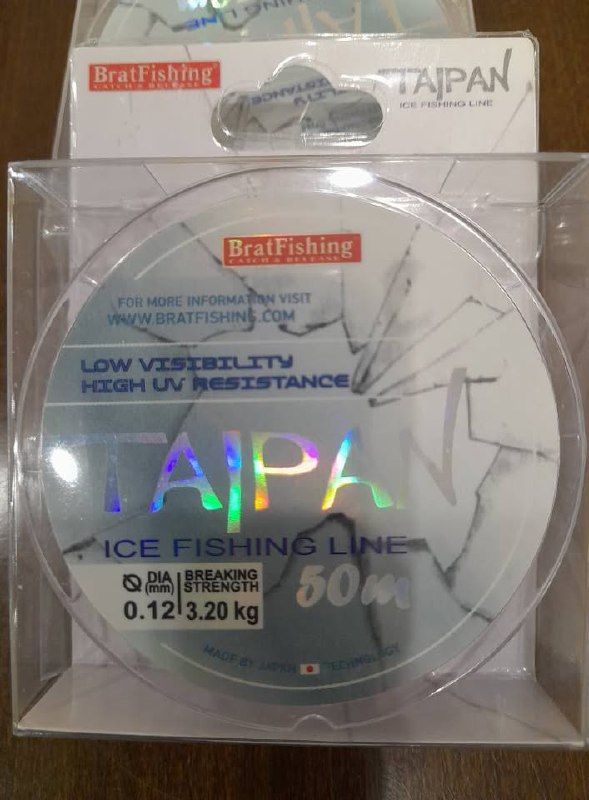 HING LINE
BratFishing
CATCH & RELEASE
TAIPAN
ICE FISHING LINE
BratFishing
CATCH & RELEASE
FOR MORE INFORMATION VISIT
WWW.BRATFISHING.COM
LOW VISIBILITY
HIGH UV RESISTANCE
TAIPAN
ICE FISHING LINE
50m
DIA
(mm)
0.12
BREAKING
STRENGTH
3.20 kg
MADE BY JAPAN TECHNOLOGY